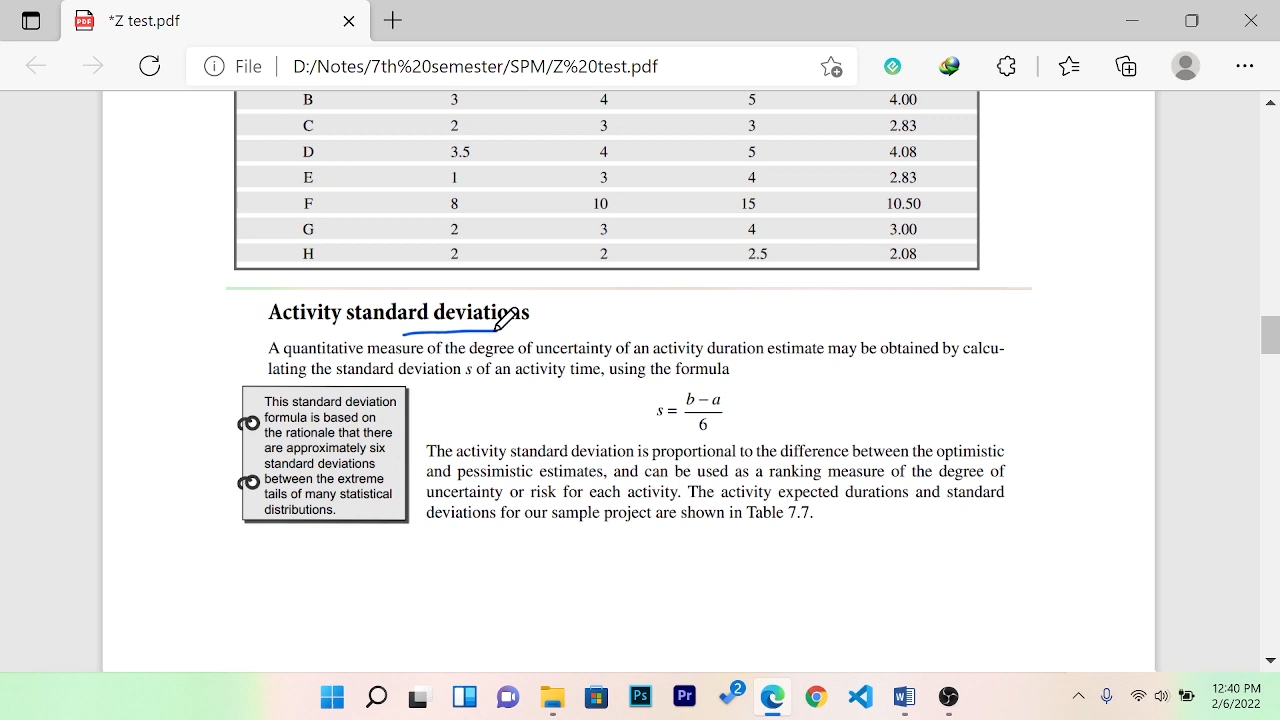 *Z test.pdf
File
D:/Notes/7th%20semester/SPM/Z%20test.pdf
B 3 4 5 4.00
C 2 3 3 2.83
D 3.5 4 5 4.08
E 1 3 4 2.83
F 8 10 15 10.50
G 2 3 4 3.00
H 2 2 2.5 2.08
Activity standard deviations
A quantitative measure of the degree of uncertainty of an activity duration estimate may be obtained by calcu-
lating the standard deviation s of an activity time, using the formula
s = b − a
6
This standard deviation
formula is based on
the rationale that there
are approximately six
standard deviations
between the extreme
tails of many statistical
distributions.
The activity standard deviation is proportional to the difference between the optimistic
and pessimistic estimates, and can be used as a ranking measure of the degree of
uncertainty or risk for each activity. The activity expected durations and standard
deviations for our sample project are shown in Table 7.7.
PDF
Ps
Pr
2
W
12:40 PM
2/6/2022